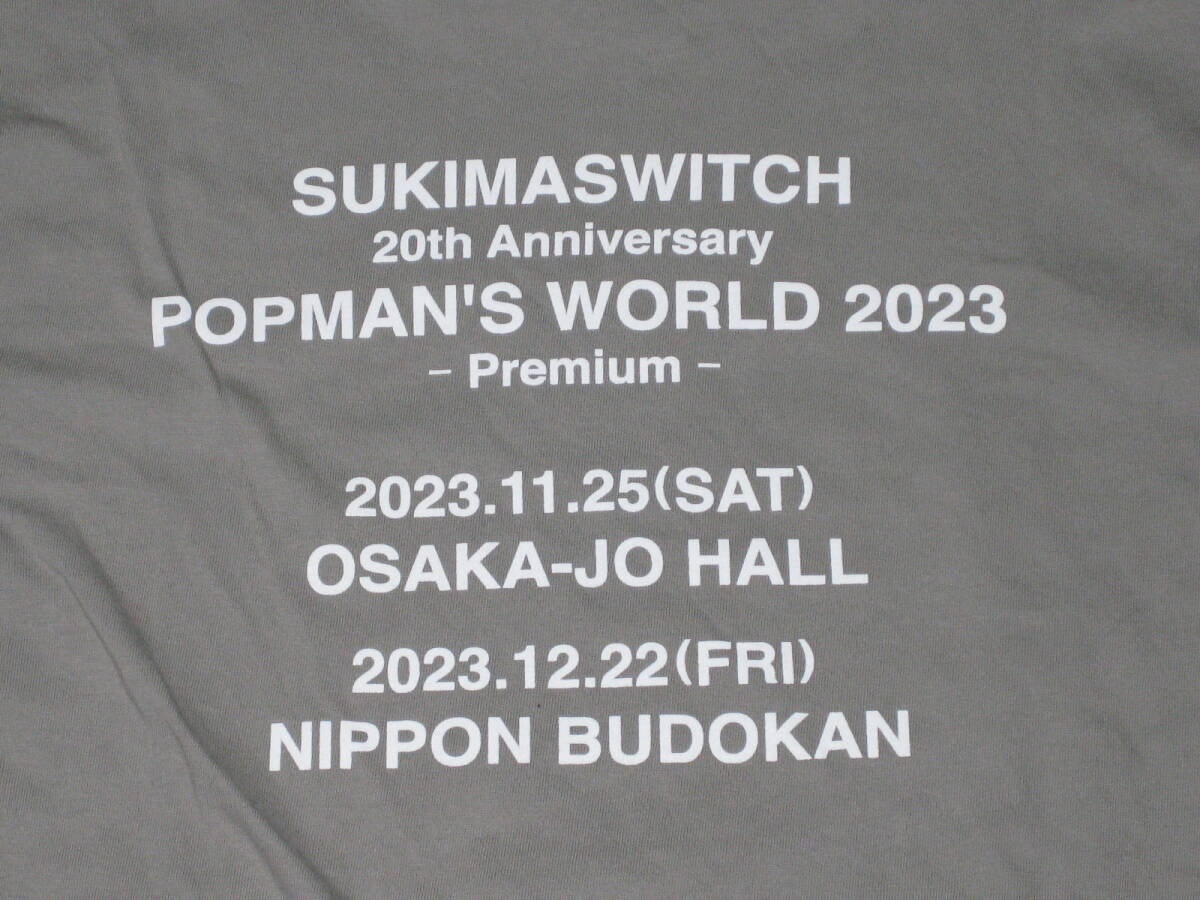 SUKIMASWITCH
20th Anniversary
POPMAN'S WORLD 2023
– Premium –
2023.11.25(SAT)
OSAKA-JO HALL
2023.12.22(FRI)
NIPPON BUDOKAN